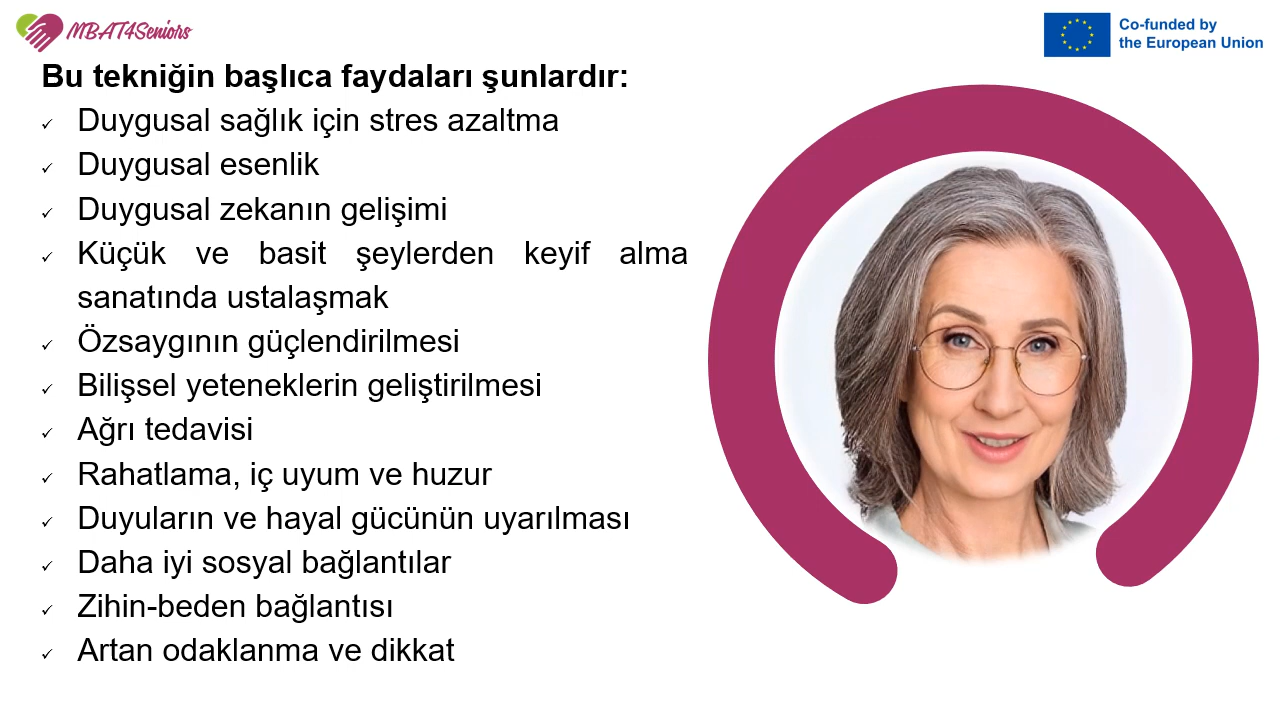 MBAT4Seniors
Co-funded by
the European Union
Bu tekniğin başlıca faydaları şunlardır:
✓ Duygusal sağlık için stres azaltma
✓ Duygusal esenlik
✓ Duygusal zekanın gelişimi
✓ Küçük ve basit şeylerden keyif alma
sanatında ustalaşmak
✓ Özsaygının güçlendirilmesi
✓ Bilişsel yeteneklerin geliştirilmesi
✓ Ağrı tedavisi
✓ Rahatlama, iç uyum ve huzur
✓ Duyuların ve hayal gücünün uyarılması
✓ Daha iyi sosyal bağlantılar
✓ Zihin-beden bağlantısı
✓ Artan odaklanma ve dikkat